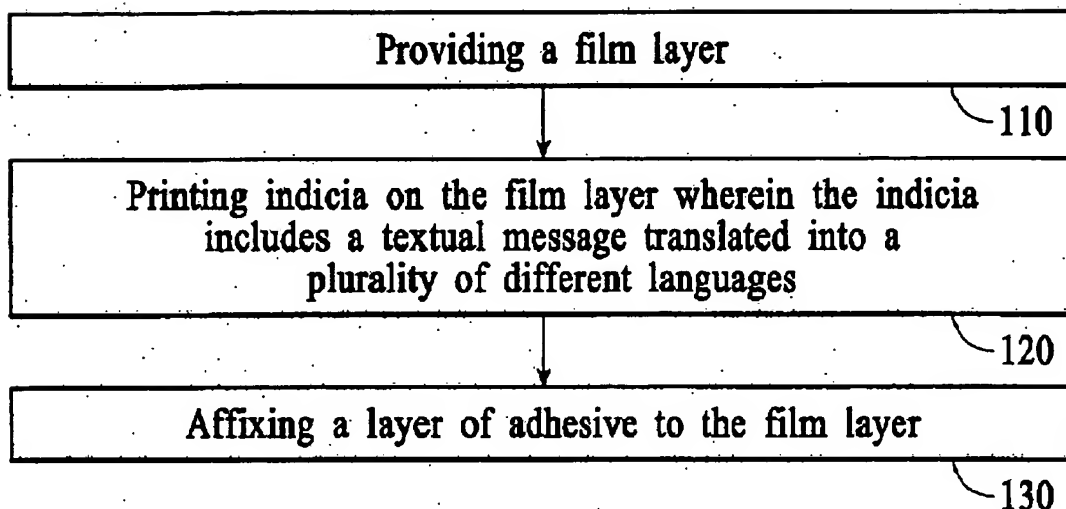 Providing a film layer
110
Printing indicia on the film layer wherein the indicia
includes a textual message translated into a
plurality of different languages
120
Affixing a layer of adhesive to the film layer
130